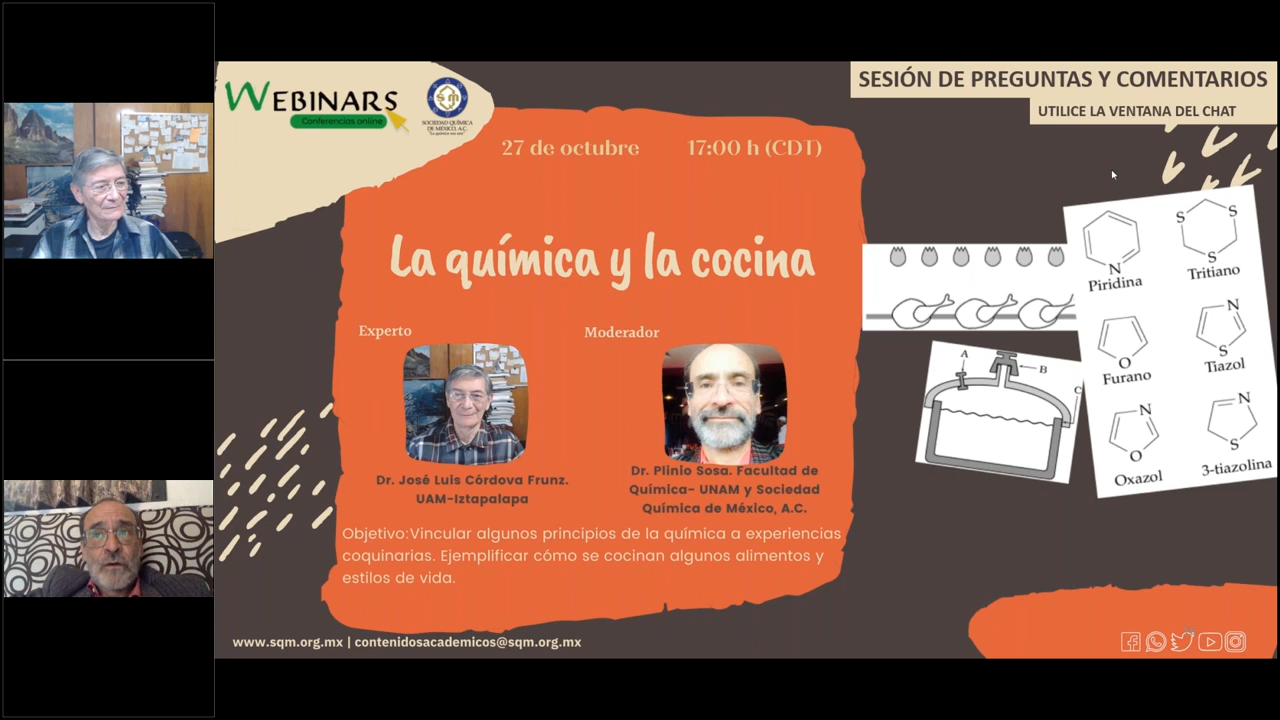 WEBINARS
Conferencias online
SOCIEDAD QUÍMICA
DE MÉXICO, A.C.
SESIÓN DE PREGUNTAS Y COMENTARIOS
UTILICE LA VENTANA DEL CHAT
27 de octubre 17:00 h (CDT)
La química y la cocina
Experto
Moderador
Dr. José Luis Córdova Frunz.
UAM-Iztapalapa
Dr. Plinio Sosa. Facultad de
Química- UNAM y Sociedad
Química de México, A.C.
Objetivo:Vincular algunos principios de la química a experiencias
coquinarias. Ejemplificar cómo se cocinan algunos alimentos y
estilos de vida.
www.sqm.org.mx | contenidosacademicos@sqm.org.mx
A
B
C
N
Piridina
S S
S
Tritiano
O
Furano
N
S
Tiazol
N
O
Oxazol
N
S
3-tiazolina